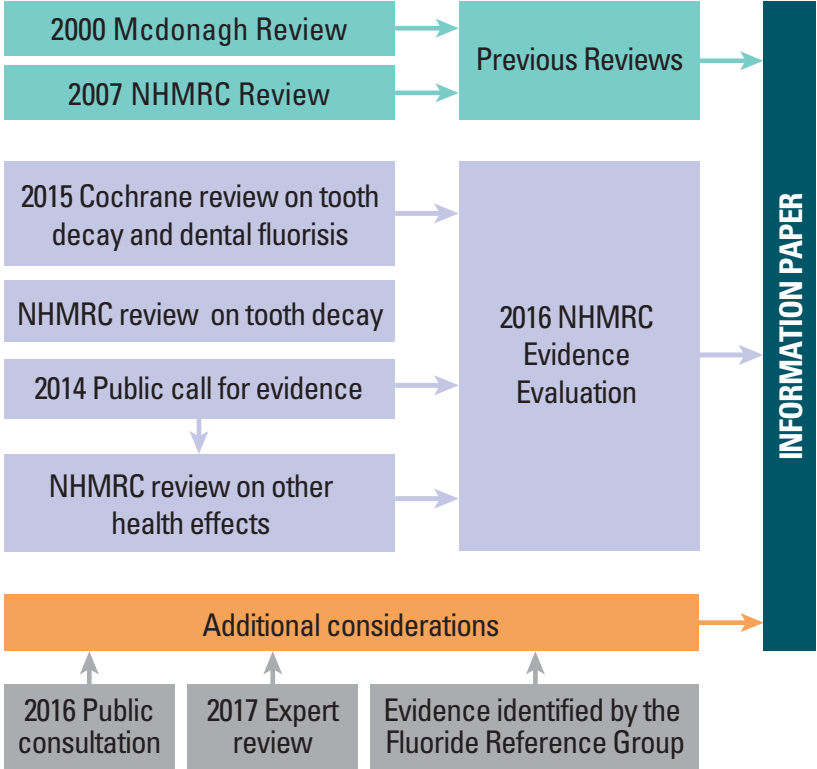 2000 Mcdonagh Review
2007 NHMRC Review
Previous Reviews
2015 Cochrane review on tooth
decay and dental fluorisis
NHMRC review on tooth decay
2014 Public call for evidence
NHMRC review on other
health effects
2016 NHMRC
Evidence
Evaluation
INFORMATION PAPER
Additional considerations
2016 Public
consultation
2017 Expert
review
Evidence identified by the
Fluoride Reference Group